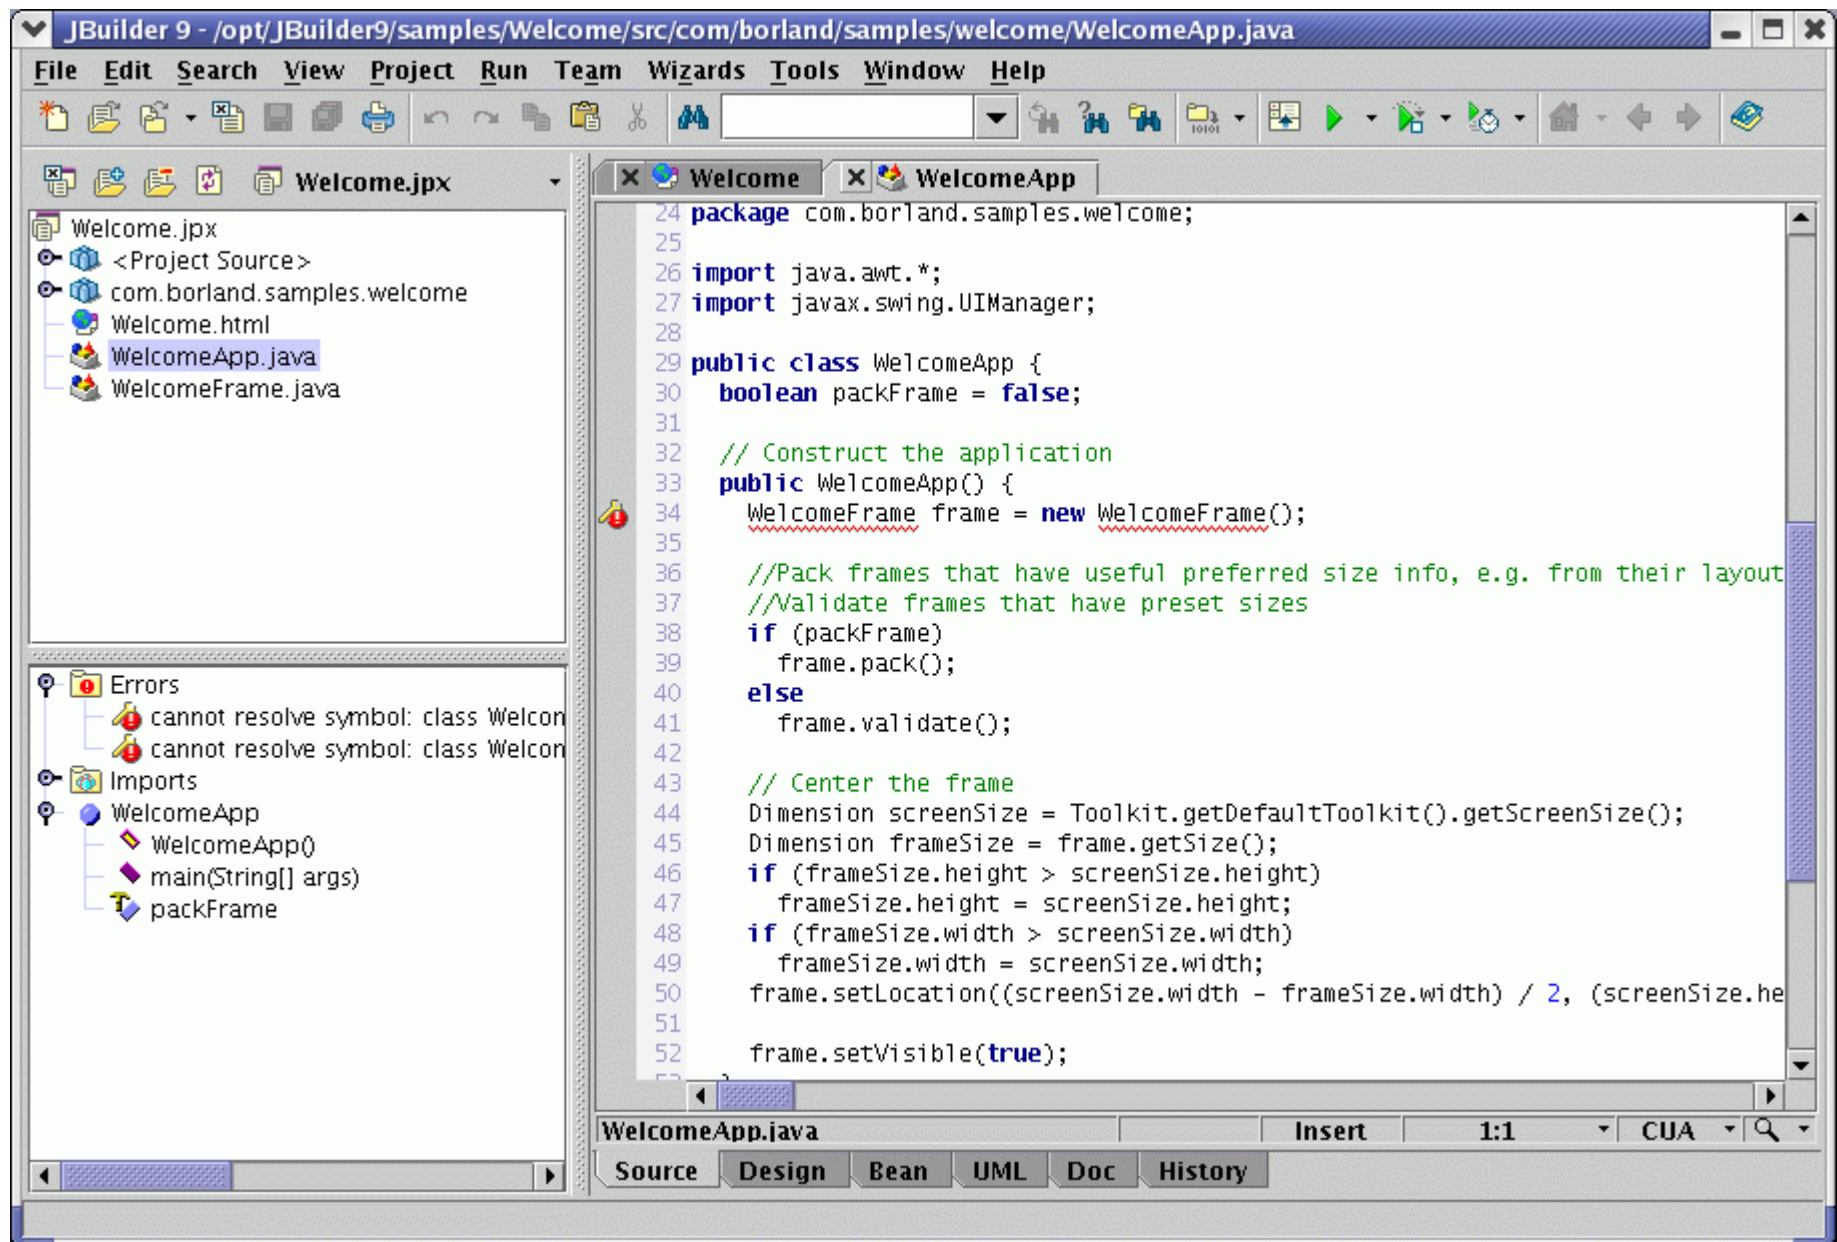 JBuilder 9 - /opt/JBuilder9/samples/Welcome/src/com/borland/samples/welcome/WelcomeApp.java
File Edit Search View Project Run Team Wizards Tools Window Help
Welcome.jpx
Welcome.jpx
<Project Source>
com.borland.samples.welcome
Welcome.html
WelcomeApp.java
WelcomeFrame.java
Errors
cannot resolve symbol: class Welcom
cannot resolve symbol: class Welcom
Imports
WelcomeApp
WelcomeApp()
main(String[] args)
packFrame
Welcome WelcomeApp
24 package com.borland.samples.welcome;
25
26 import java.awt.*;
27 import javax.swing.UIManager;
28
29 public class WelcomeApp {
30 boolean packFrame = false;
31
32 // Construct the application
33 public WelcomeApp() {
34 WelcomeFrame frame = new WelcomeFrame();
35
36 //Pack frames that have useful preferred size info, e.g. from their layout
37 //Validate frames that have preset sizes
38 if (packFrame)
39 frame.pack();
40 else
41 frame.validate();
42
43 // Center the frame
44 Dimension screenSize = Toolkit.getDefaultToolkit().getScreenSize();
45 Dimension frameSize = frame.getSize();
46 if (frameSize.height > screenSize.height)
47 frameSize.height = screenSize.height;
48 if (frameSize.width > screenSize.width)
49 frameSize.width = screenSize.width;
50 frame.setLocation((screenSize.width - frameSize.width) / 2, (screenSize.he
51
52 frame.setVisible(true);
WelcomeApp.java Insert 1:1 CUA
Source Design Bean UML Doc History